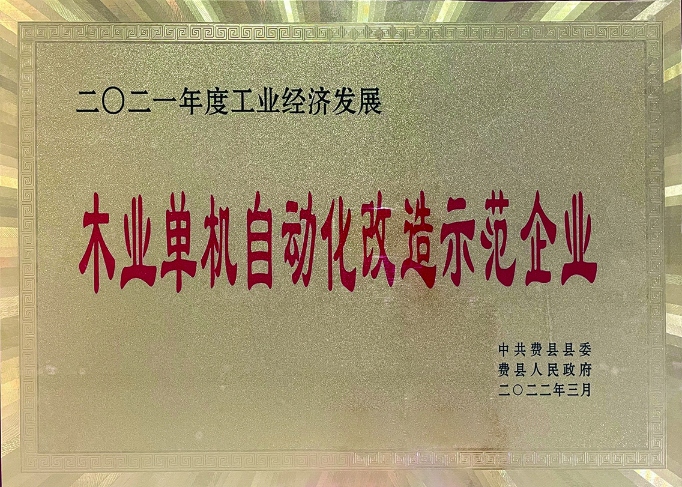 二〇二一年度工业经济发展
木业单机自动化改造示范企业
中共费县县委
费县人民政府
二〇二二年三月